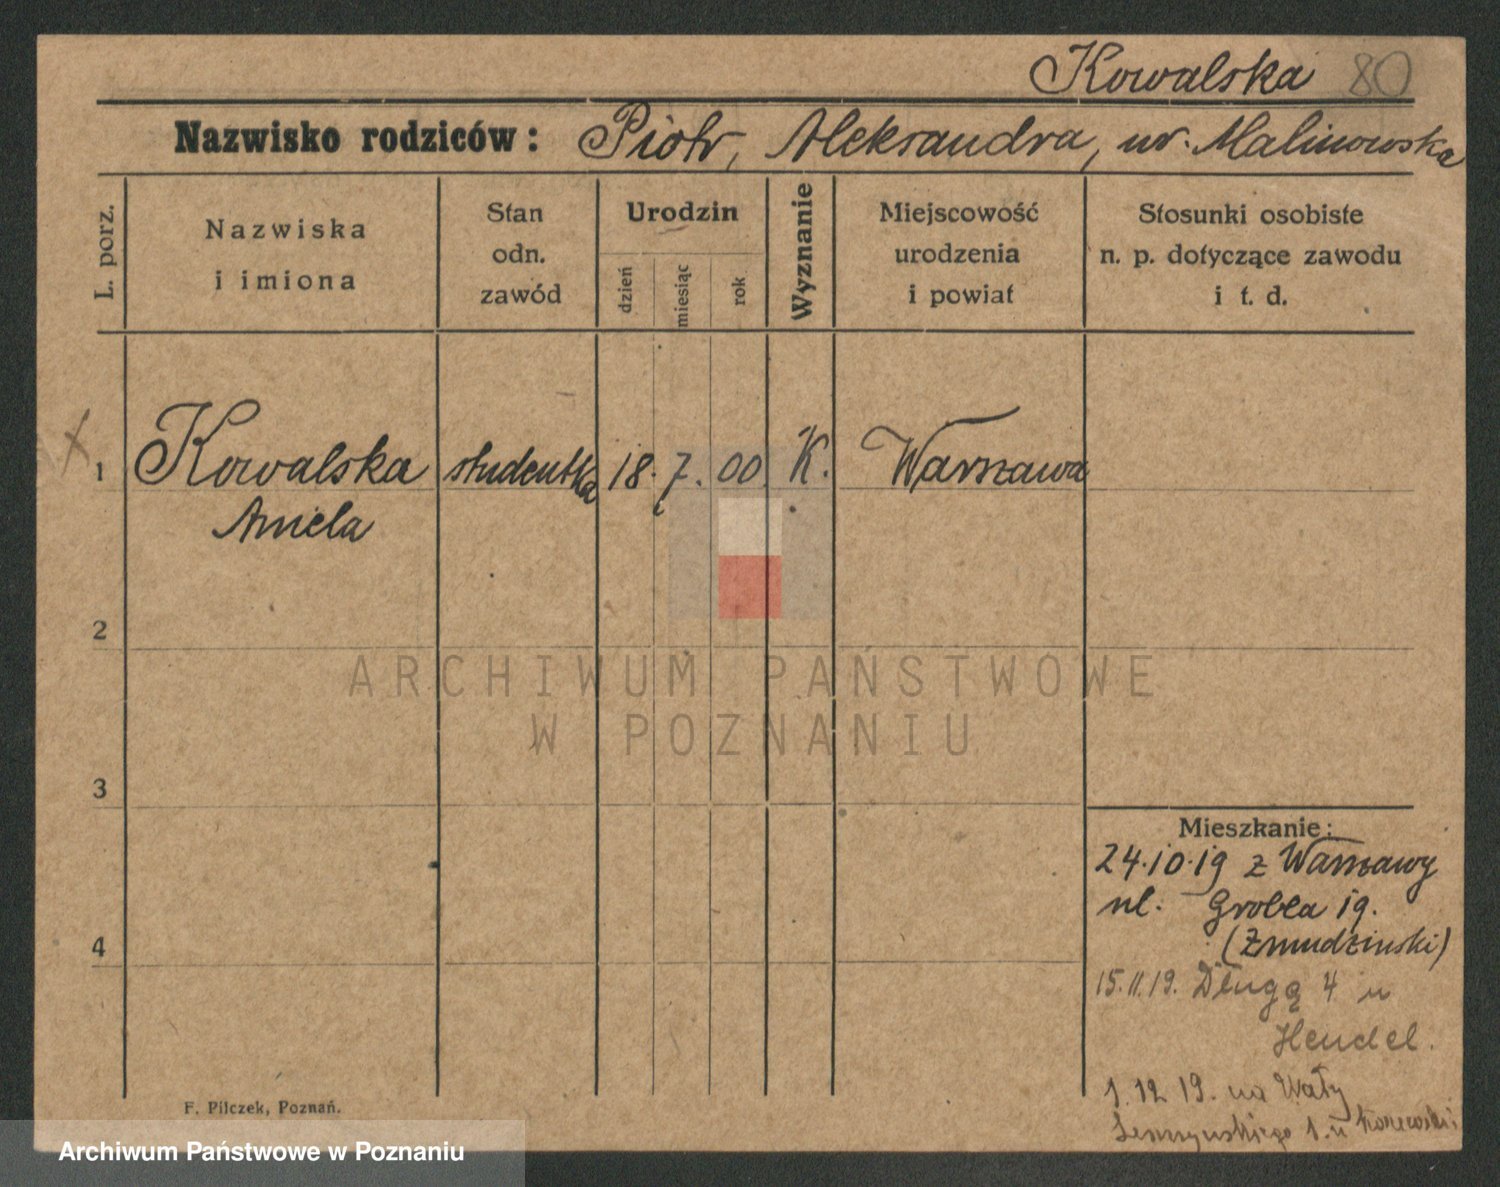 Kowalska 80
Nazwisko rodziców: Piotr, Aleksandra, ur. Malinowska
L. porz.
Nazwiska
i imiona
Stan
odn.
zawód
Urodzin
dzień
miesiąc
rok
Wyznanie
Miejscowość
urodzenia
i powiat
Stosunki osobiste
n. p. dotyczące zawodu
i t. d.
X 1 Kowalska studentka 18. 7. 00 K. Warszawa
Aniela
2
3
4
Mieszkanie:
24.10.19 z Warszawy
ul. Grobla 19.
(Żmudziński)
15.11.19. Długą 4 u
Hendel.
1.12 19. na Wały
1. u
F. Pilczek, Poznań.
ARCHIWUM PAŃSTWOWE
W POZNANIU
Archiwum Państwowe w Poznaniu